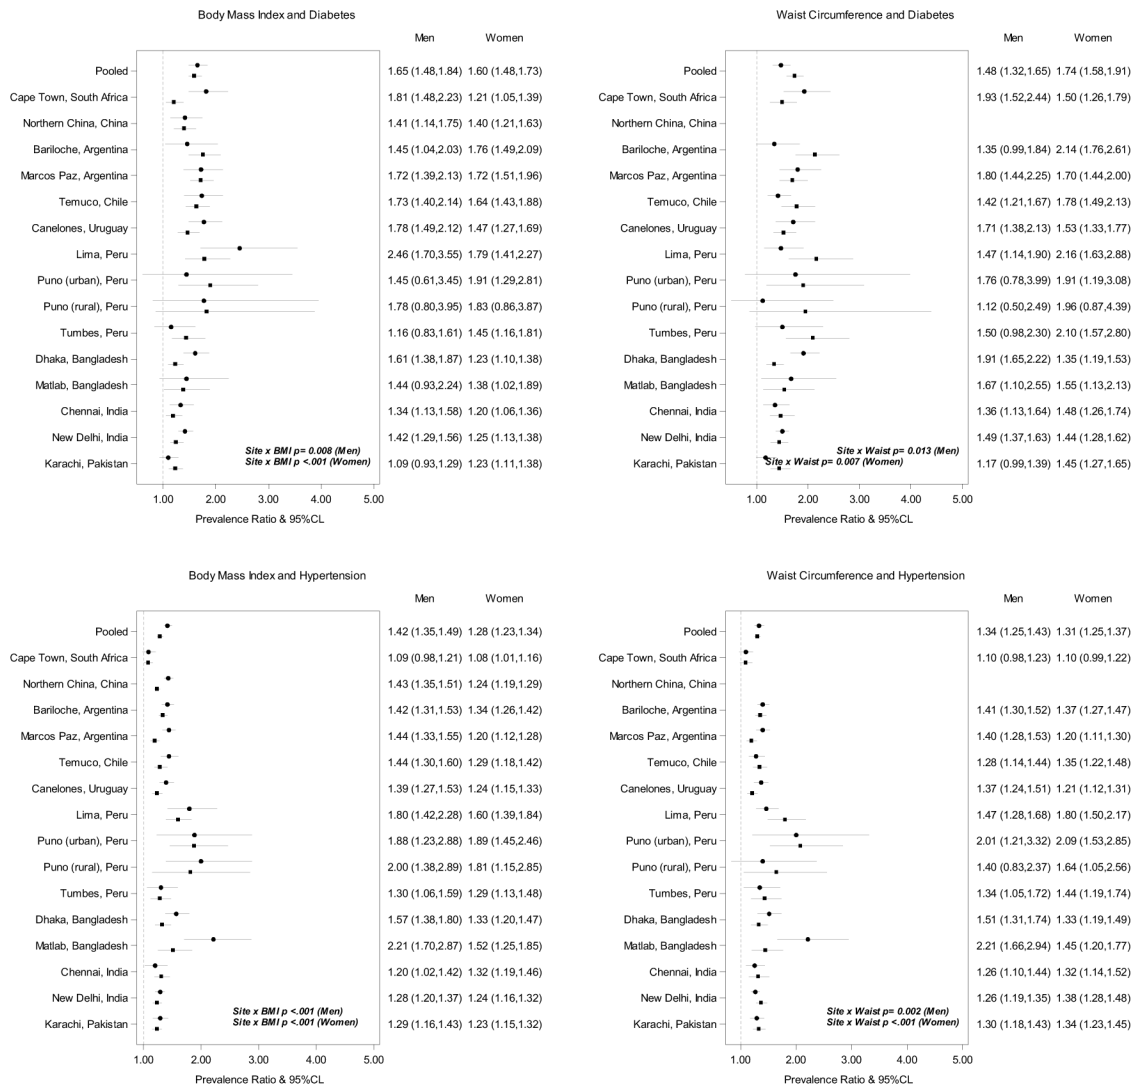 Body Mass Index and Diabetes
Men Women
Pooled 1.65 (1.48,1.84) 1.60 (1.48,1.73)
Cape Town, South Africa 1.81 (1.48,2.23) 1.21 (1.05,1.39)
Northern China, China 1.41 (1.14,1.75) 1.40 (1.21,1.63)
Bariloche, Argentina 1.45 (1.04,2.03) 1.76 (1.49,2.09)
Marcos Paz, Argentina 1.72 (1.39,2.13) 1.72 (1.51,1.96)
Temuco, Chile 1.73 (1.40,2.14) 1.64 (1.43,1.88)
Canelones, Uruguay 1.78 (1.49,2.12) 1.47 (1.27,1.69)
Lima, Peru 2.46 (1.70,3.55) 1.79 (1.41,2.27)
Puno (urban), Peru 1.45 (0.61,3.45) 1.91 (1.29,2.81)
Puno (rural), Peru 1.78 (0.80,3.95) 1.83 (0.86,3.87)
Tumbes, Peru 1.16 (0.83,1.61) 1.45 (1.16,1.81)
Dhaka, Bangladesh 1.61 (1.38,1.87) 1.23 (1.10,1.38)
Matlab, Bangladesh 1.44 (0.93,2.24) 1.38 (1.02,1.89)
Chennai, India 1.34 (1.13,1.58) 1.20 (1.06,1.36)
New Delhi, India 1.42 (1.29,1.56) 1.25 (1.13,1.38)
Site x BMI p= 0.008 (Men)
Site x BMI p <.001 (Women)
Karachi, Pakistan 1.09 (0.93,1.29) 1.23 (1.11,1.38)
1.00 2.00 3.00 4.00 5.00
Prevalence Ratio & 95%CL
Waist Circumference and Diabetes
Men Women
Pooled 1.48 (1.32,1.65) 1.74 (1.58,1.91)
Cape Town, South Africa 1.93 (1.52,2.44) 1.50 (1.26,1.79)
Northern China, China
Bariloche, Argentina 1.35 (0.99,1.84) 2.14 (1.76,2.61)
Marcos Paz, Argentina 1.80 (1.44,2.25) 1.70 (1.44,2.00)
Temuco, Chile 1.42 (1.21,1.67) 1.78 (1.49,2.13)
Canelones, Uruguay 1.71 (1.38,2.13) 1.53 (1.33,1.77)
Lima, Peru 1.47 (1.14,1.90) 2.16 (1.63,2.88)
Puno (urban), Peru 1.76 (0.78,3.99) 1.91 (1.19,3.08)
Puno (rural), Peru 1.12 (0.50,2.49) 1.96 (0.87,4.39)
Tumbes, Peru 1.50 (0.98,2.30) 2.10 (1.57,2.80)
Dhaka, Bangladesh 1.91 (1.65,2.22) 1.35 (1.19,1.53)
Matlab, Bangladesh 1.67 (1.10,2.55) 1.55 (1.13,2.13)
Chennai, India 1.36 (1.13,1.64) 1.48 (1.26,1.74)
New Delhi, India 1.49 (1.37,1.63) 1.44 (1.28,1.62)
Site x Waist p= 0.013 (Men)
Site x Waist p= 0.007 (Women)
Karachi, Pakistan 1.17 (0.99,1.39) 1.45 (1.27,1.65)
1.00 2.00 3.00 4.00 5.00
Prevalence Ratio & 95%CL
Body Mass Index and Hypertension
Men Women
Pooled 1.42 (1.35,1.49) 1.28 (1.23,1.34)
Cape Town, South Africa 1.09 (0.98,1.21) 1.08 (1.01,1.16)
Northern China, China 1.43 (1.35,1.51) 1.24 (1.19,1.29)
Bariloche, Argentina 1.42 (1.31,1.53) 1.34 (1.26,1.42)
Marcos Paz, Argentina 1.44 (1.33,1.55) 1.20 (1.12,1.28)
Temuco, Chile 1.44 (1.30,1.60) 1.29 (1.18,1.42)
Canelones, Uruguay 1.39 (1.27,1.53) 1.24 (1.15,1.33)
Lima, Peru 1.80 (1.42,2.28) 1.60 (1.39,1.84)
Puno (urban), Peru 1.88 (1.23,2.88) 1.89 (1.45,2.46)
Puno (rural), Peru 2.00 (1.38,2.89) 1.81 (1.15,2.85)
Tumbes, Peru 1.30 (1.06,1.59) 1.29 (1.13,1.48)
Dhaka, Bangladesh 1.57 (1.38,1.80) 1.33 (1.20,1.47)
Matlab, Bangladesh 2.21 (1.70,2.87) 1.52 (1.25,1.85)
Chennai, India 1.20 (1.02,1.42) 1.32 (1.19,1.46)
New Delhi, India 1.28 (1.20,1.37) 1.24 (1.16,1.32)
Site x BMI p <.001 (Men)
Site x BMI p <.001 (Women)
Karachi, Pakistan 1.29 (1.16,1.43) 1.23 (1.15,1.32)
1.00 2.00 3.00 4.00 5.00
Prevalence Ratio & 95%CL
Waist Circumference and Hypertension
Men Women
Pooled 1.34 (1.25,1.43) 1.31 (1.25,1.37)
Cape Town, South Africa 1.10 (0.98,1.23) 1.10 (0.99,1.22)
Northern China, China
Bariloche, Argentina 1.41 (1.30,1.52) 1.37 (1.27,1.47)
Marcos Paz, Argentina 1.40 (1.28,1.53) 1.20 (1.11,1.30)
Temuco, Chile 1.28 (1.14,1.44) 1.35 (1.22,1.48)
Canelones, Uruguay 1.37 (1.24,1.51) 1.21 (1.12,1.31)
Lima, Peru 1.47 (1.28,1.68) 1.80 (1.50,2.17)
Puno (urban), Peru 2.01 (1.21,3.32) 2.09 (1.53,2.85)
Puno (rural), Peru 1.40 (0.83,2.37) 1.64 (1.05,2.56)
Tumbes, Peru 1.34 (1.05,1.72) 1.44 (1.19,1.74)
Dhaka, Bangladesh 1.51 (1.31,1.74) 1.33 (1.19,1.49)
Matlab, Bangladesh 2.21 (1.66,2.94) 1.45 (1.20,1.77)
Chennai, India 1.26 (1.10,1.44) 1.32 (1.14,1.52)
New Delhi, India 1.26 (1.19,1.35) 1.38 (1.28,1.48)
Site x Waist p= 0.002 (Men)
Site x Waist p <.001 (Women)
Karachi, Pakistan 1.30 (1.18,1.43) 1.34 (1.23,1.45)
1.00 2.00 3.00 4.00 5.00
Prevalence Ratio & 95%CL